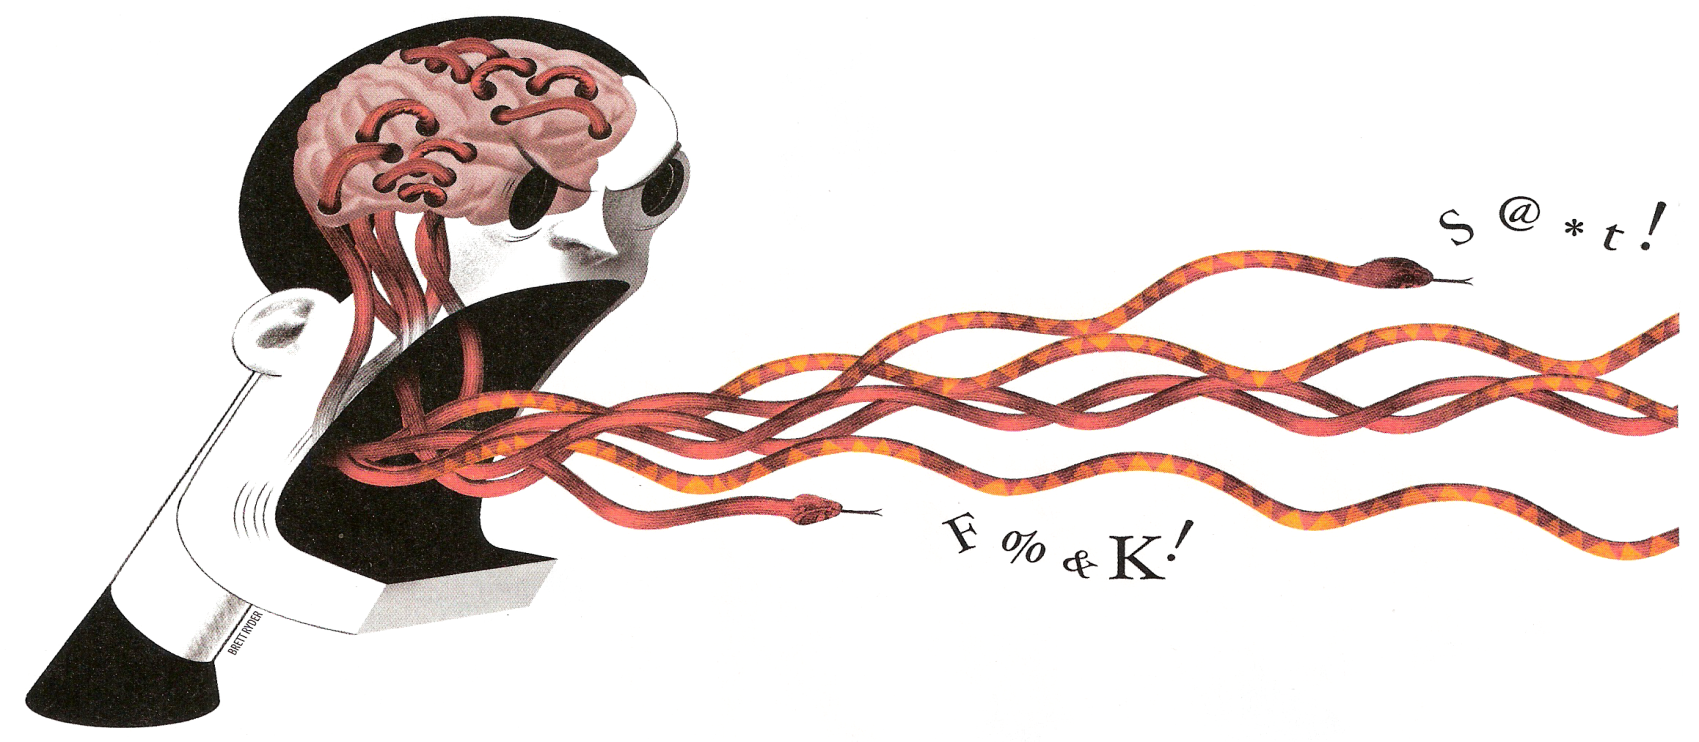 S @ * t !
F % & K !
BRETT RYDER